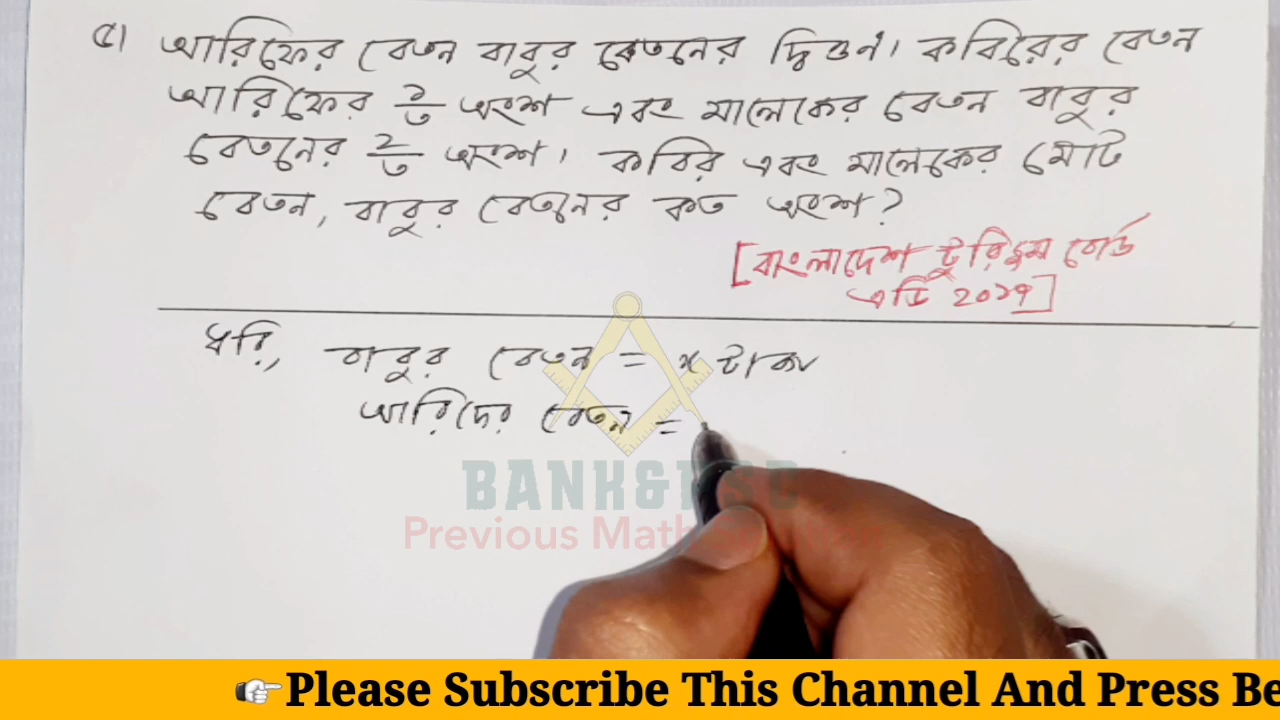 ৫। আরিফের বেতন বাবুর বেতনের দ্বিগুন। কবিরের বেতন
আরিফের ১/৩ অংশ এবং মালেকের বেতন বাবুর
বেতনের ২/৩ অংশ। কবির এবং মালেকের মোট
বেতন, বাবুর বেতনের কত অংশ?
[বাংলাদেশ টুরিজম বোর্ড
এডি ২০১৭]
ধরি, বাবুর বেতন = x টাকা
আরিফের বেতন =
BANK&
Previous Math
Please Subscribe This Channel And Press Be